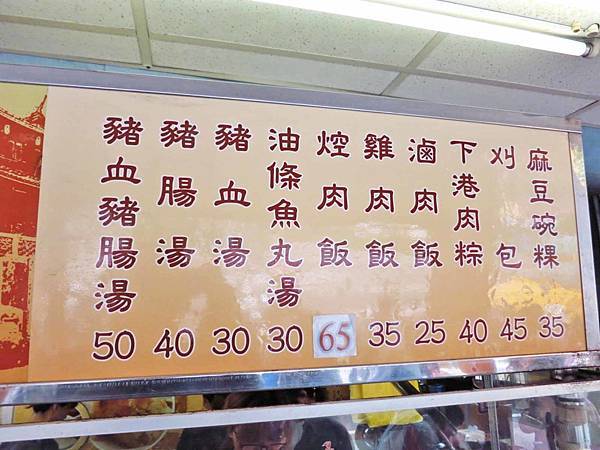 麻豆碗粿 35
刈包 45
下港肉粽 40
滷肉飯 25
雞肉飯 35
焢肉飯 65
油條魚丸湯 30
豬血湯 30
豬腸湯 40
豬血豬腸湯 50